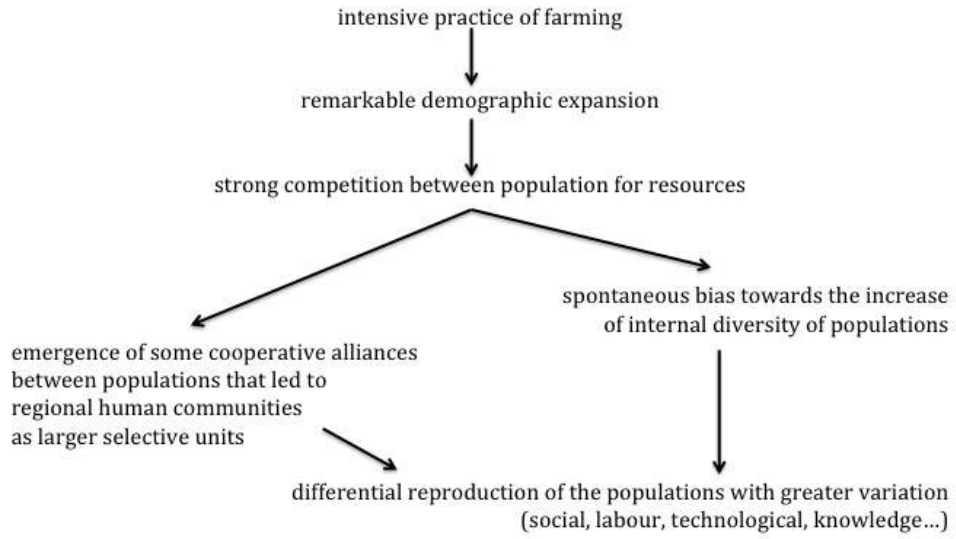 intensive practice of farming
remarkable demographic expansion
strong competition between population for resources
spontaneous bias towards the increase
of internal diversity of populations
emergence of some cooperative alliances
between populations that led to
regional human communities
as larger selective units
differential reproduction of the populations with greater variation
(social, labour, technological, knowledge…)